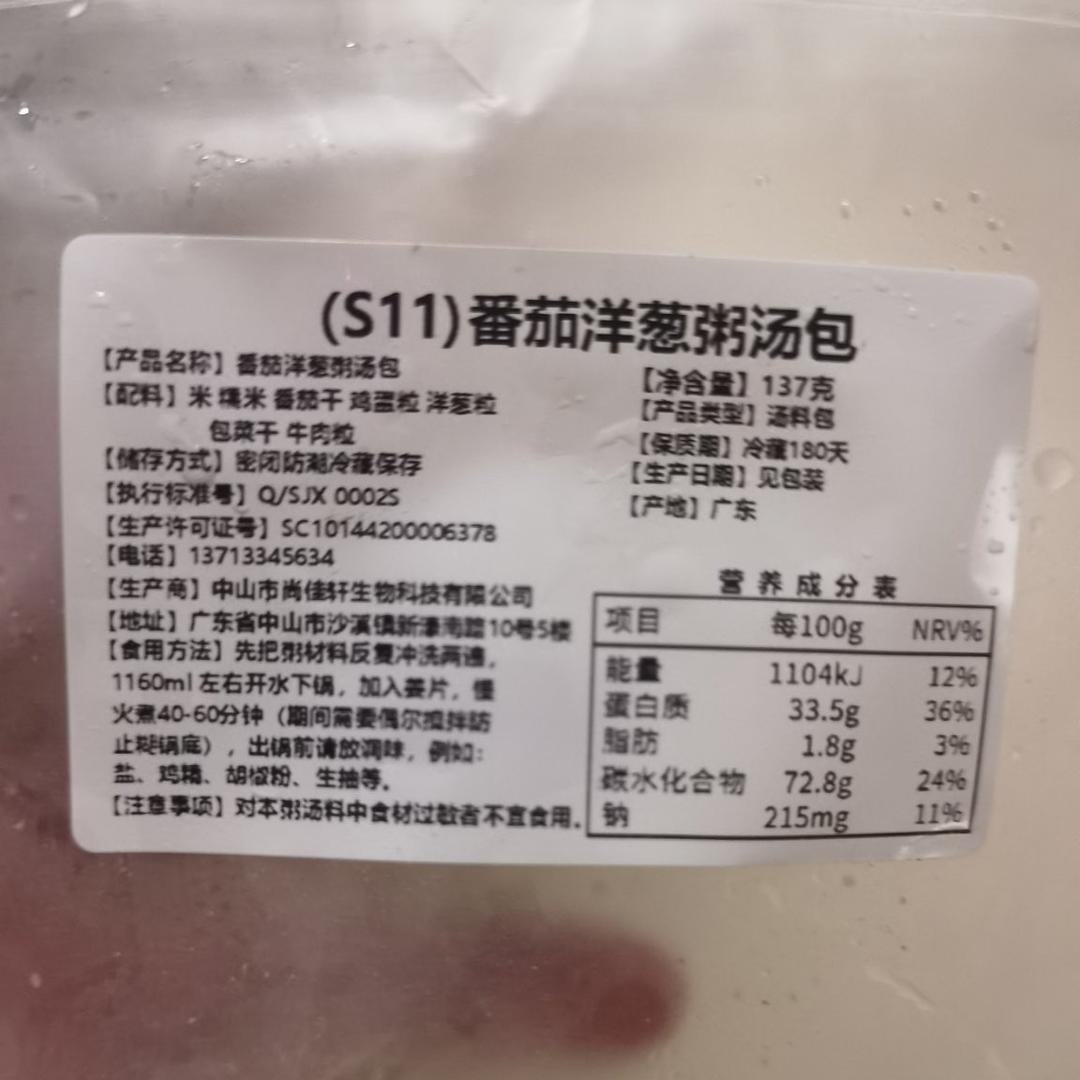 (S11)番茄洋葱粥汤包
【产品名称】番茄洋葱粥汤包
【配料】米 糯米 番茄干 鸡蛋粒 洋葱粒
包菜干 牛肉粒
【储存方式】密闭防潮冷藏保存
【执行标准号】Q/SJX 0002S
【生产许可证号】SC10144200006378
【电话】13713345634
【生产商】中山市尚佳轩生物科技有限公司
【地址】广东省中山市沙溪镇新濠南路10号5楼
【食用方法】先把粥材料反复冲洗两遍,
1160ml左右开水下锅，加入姜片，慢
火煮40-60分钟（期间需要偶尔搅拌防
止糊锅底），出锅前请放调味，例如：
盐、鸡精、胡椒粉、生抽等。
【注意事项】对本粥汤料中食材过敏者不宜食用。
【净含量】137克
【产品类型】汤料包
【保质期】冷藏180天
【生产日期】见包装
【产地】广东
营养成分表
项目 每100g NRV%
能量 1104kJ 12%
蛋白质 33.5g 36%
脂肪 1.8g 3%
碳水化合物 72.8g 24%
钠 215mg 11%